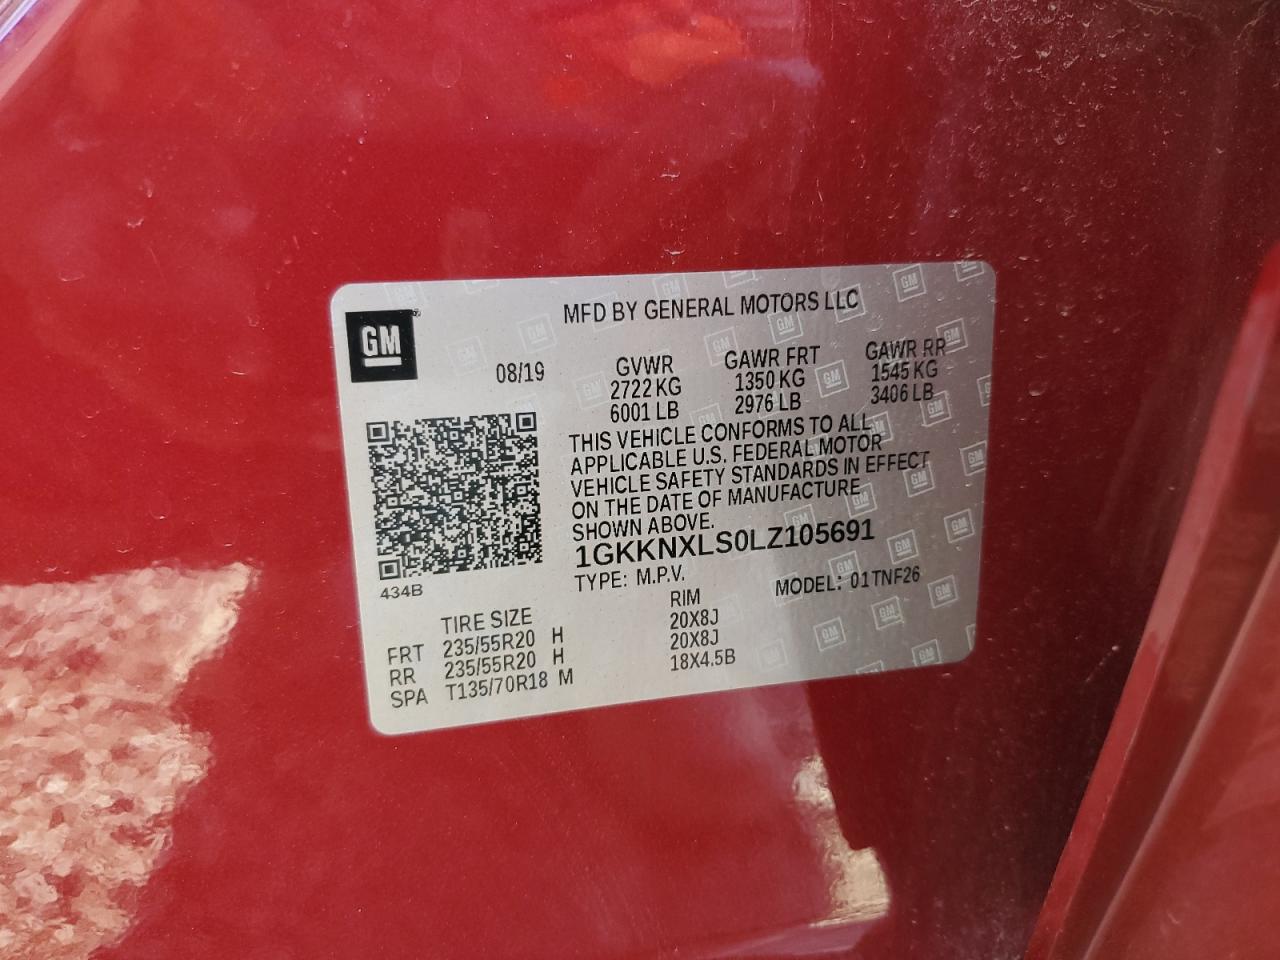 GM
MFD BY GENERAL MOTORS LLC
08/19
GVWR GAWR FRT GAWR RR
2722 KG 1350 KG 1545 KG
6001 LB 2976 LB 3406 LB
THIS VEHICLE CONFORMS TO ALL
APPLICABLE U.S. FEDERAL MOTOR
VEHICLE SAFETY STANDARDS IN EFFECT
ON THE DATE OF MANUFACTURE
SHOWN ABOVE.
1GKKNXLS0LZ105691
TYPE: M.P.V. MODEL: 01TNF26
434B
TIRE SIZE RIM
FRT 235/55R20 H 20X8J
RR 235/55R20 H 20X8J
SPA T135/70R18 M 18X4.5B